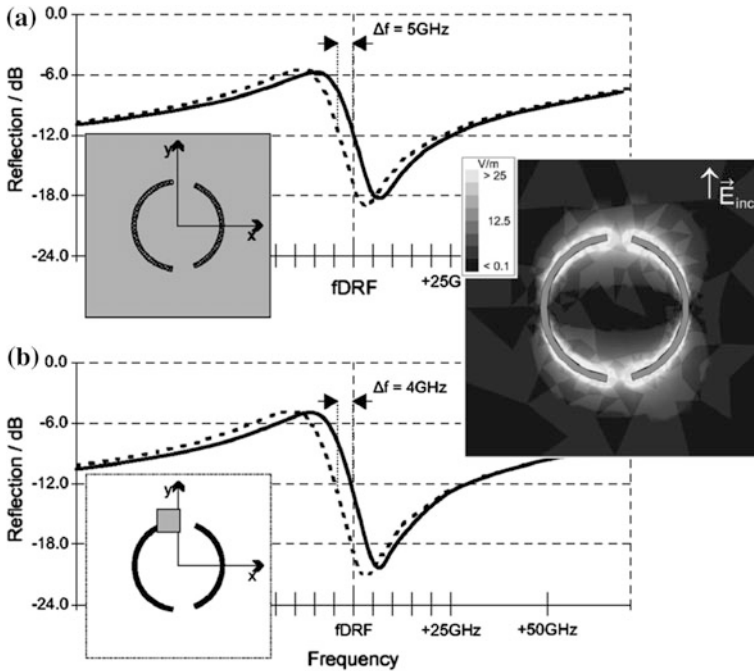 (a)
Reflection / dB
0.0
-6.0
-12.0
-18.0
-24.0
Δf = 5GHz
y
x
fDRF
+25G
V/m
> 25
12.5
< 0.1
E inc
(b)
Reflection / dB
0.0
-6.0
-12.0
-18.0
-24.0
Δf = 4GHz
y
x
fDRF
+25GHz
+50GHz
Frequency